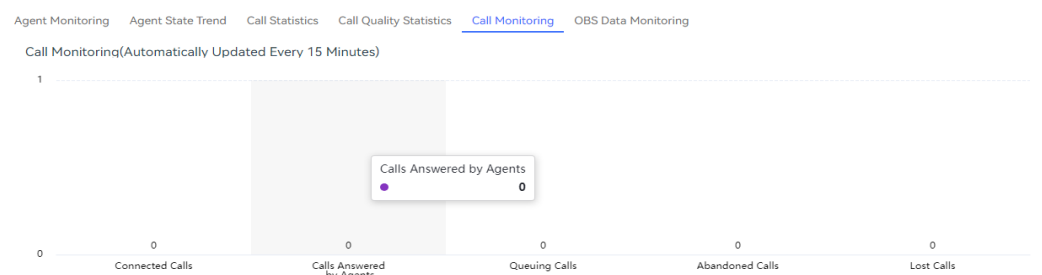 Agent Monitoring Agent State Trend Call Statistics Call Quality Statistics Call Monitoring OBS Data Monitoring
Call Monitoring(Automatically Updated Every 15 Minutes)
1
Calls Answered by Agents
0
0 0 0 0 0
0
Connected Calls Calls Answered Queuing Calls Abandoned Calls Lost Calls
by Agents